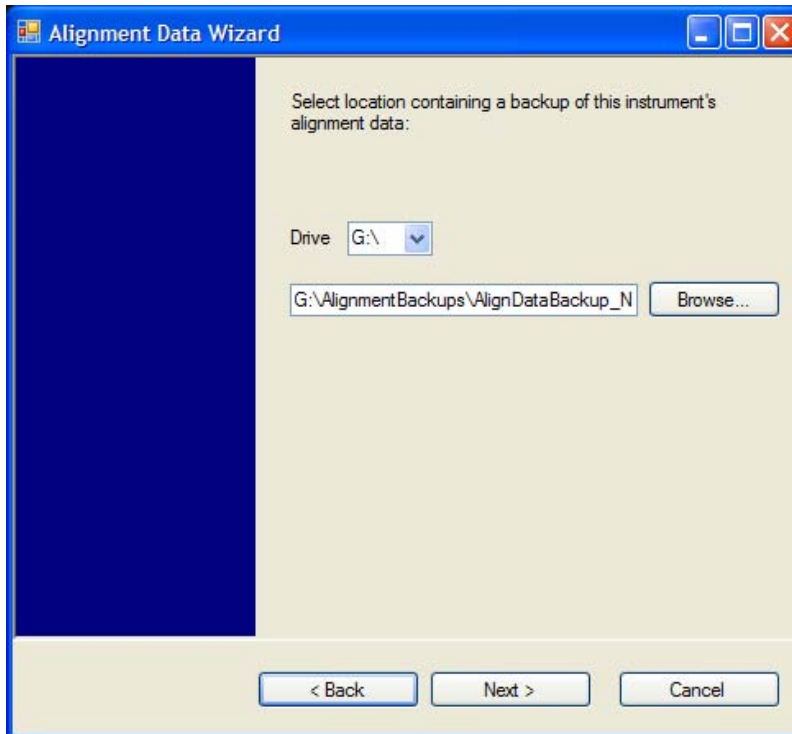 Alignment Data Wizard
Select location containing a backup of this instrument's
alignment data:
Drive G:\
G:\AlignmentBackups\AlignDataBackup_N Browse...
< Back Next > Cancel